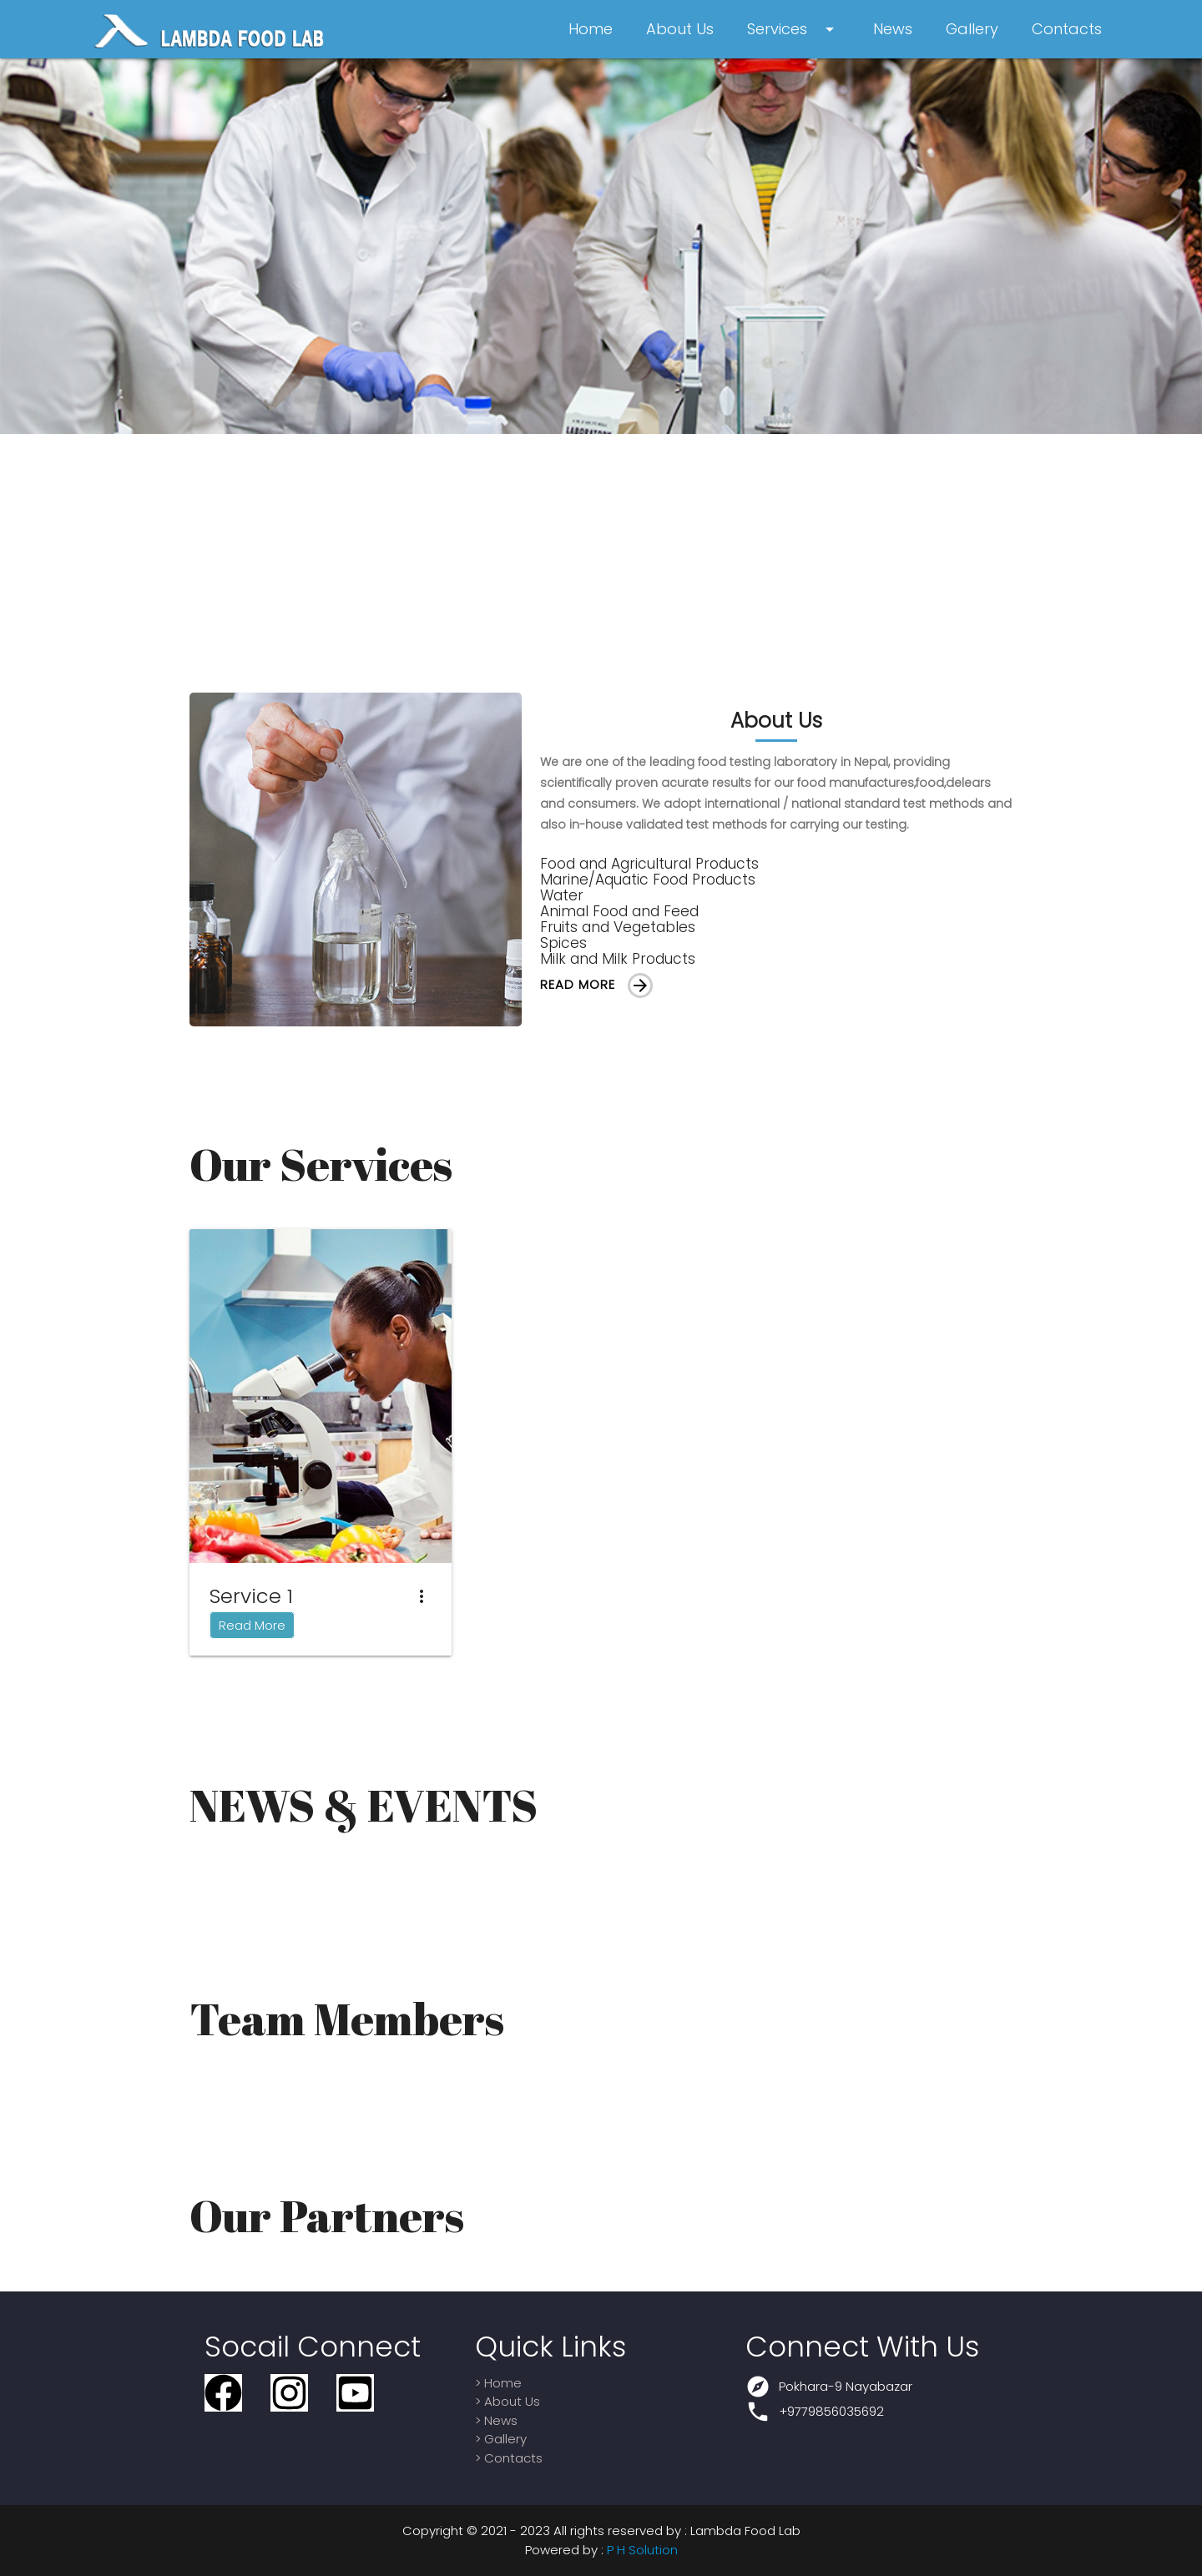 LAMBDA FOOD LAB
Home About Us Services News Gallery Contacts
LABORATORY
About Us
We are one of the leading food testing laboratory in Nepal, providing
scientifically proven acurate results for our food manufactures,food,delears
and consumers. We adopt international / national standard test methods and
also in-house validated test methods for carrying our testing.
Food and Agricultural Products
Marine/Aquatic Food Products
Water
Animal Food and Feed
Fruits and Vegetables
Spices
Milk and Milk Products
READ MORE
Our Services
Service 1
Read More
NEWS & EVENTS
Team Members
Our Partners
Socail Connect
Quick Links
> Home
> About Us
> News
> Gallery
> Contacts
Connect With Us
Pokhara-9 Nayabazar
+9779856035692
Copyright © 2021 - 2023 All rights reserved by : Lambda Food Lab
Powered by : P H Solution